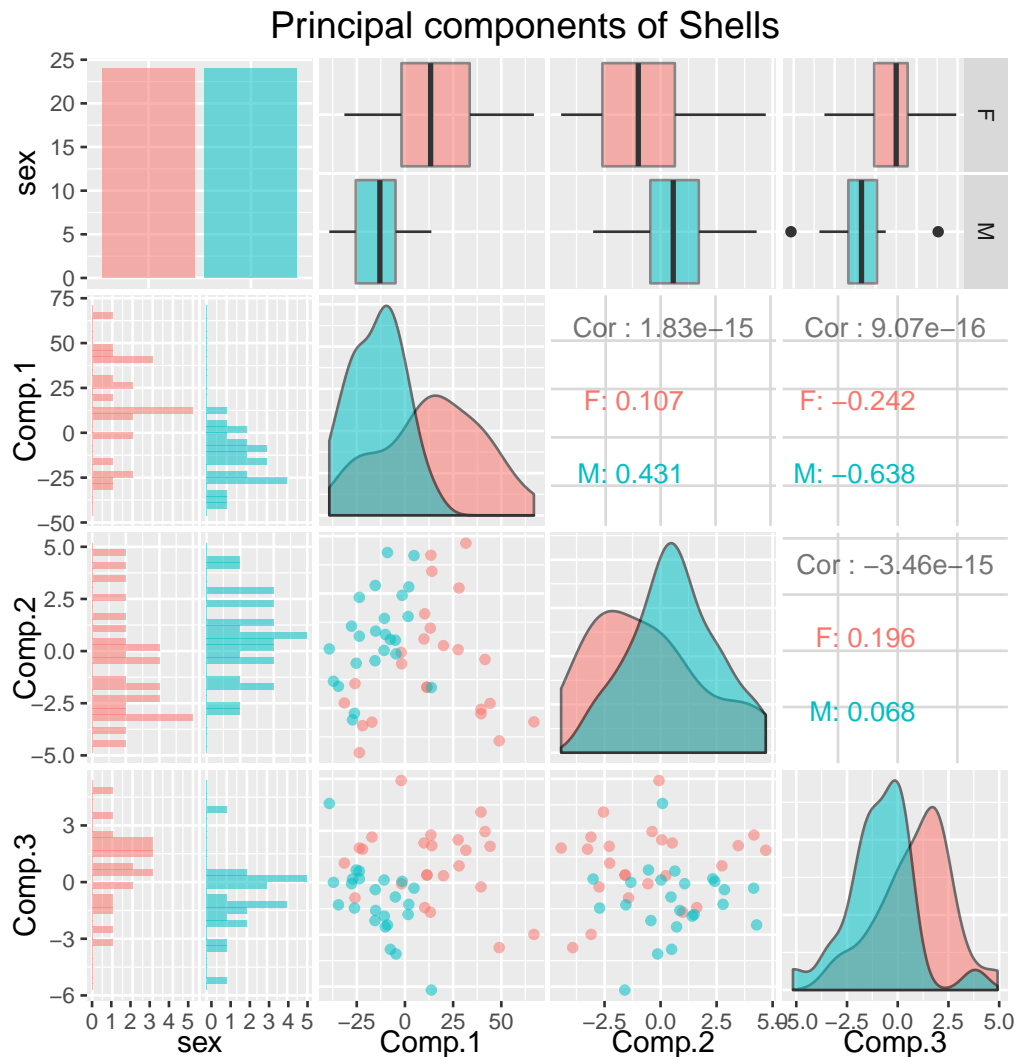 Principal components of Shells
25
20
15
10
5
0
sex
F
M
75
50
25
0
−25
−50
Comp.1
Cor : 1.83e−15
F: 0.107
M: 0.431
Cor : 9.07e−16
F: −0.242
M: −0.638
5.0
2.5
0.0
−2.5
−5.0
Comp.2
Cor : −3.46e−15
F: 0.196
M: 0.068
3
0
−3
−6
Comp.3
0 1 2 3 4 5 0 1 2 3 4 5
−25 0 25 50
−2.5 0.0 2.5 5.0
−5.0 −2.5 0.0 2.5 5.0
sex Comp.1 Comp.2 Comp.3